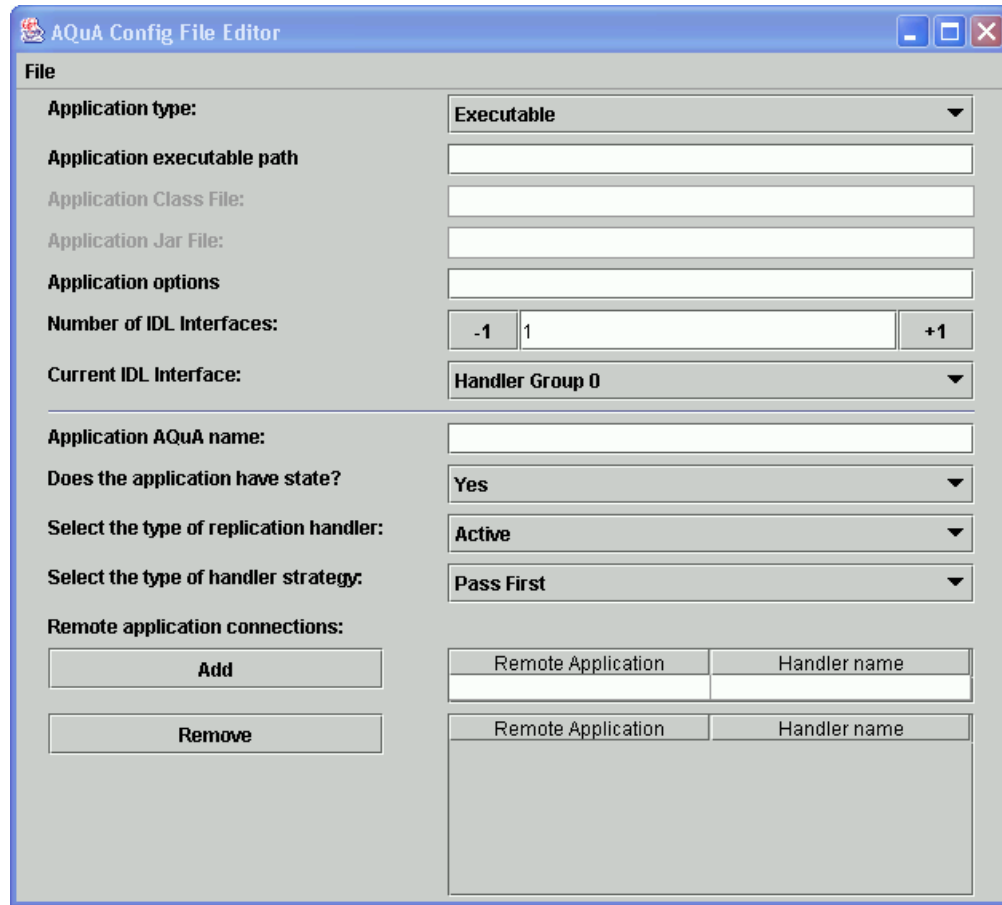 AQuA Config File Editor
File
Application type:
Executable
Application executable path
Application Class File:
Application Jar File:
Application options
Number of IDL Interfaces:
-1 1 +1
Current IDL Interface:
Handler Group 0
Application AQuA name:
Does the application have state?
Yes
Select the type of replication handler:
Active
Select the type of handler strategy:
Pass First
Remote application connections:
Add
Remote Application Handler name
Remove
Remote Application Handler name